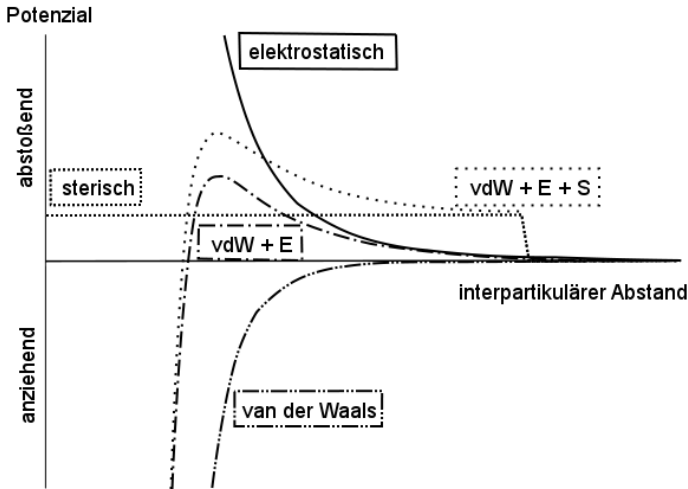 Potenzial
elektrostatisch
abstoßend
sterisch
vdW + E + S
vdW + E
interpartikulärer Abstand
anziehend
van der Waals